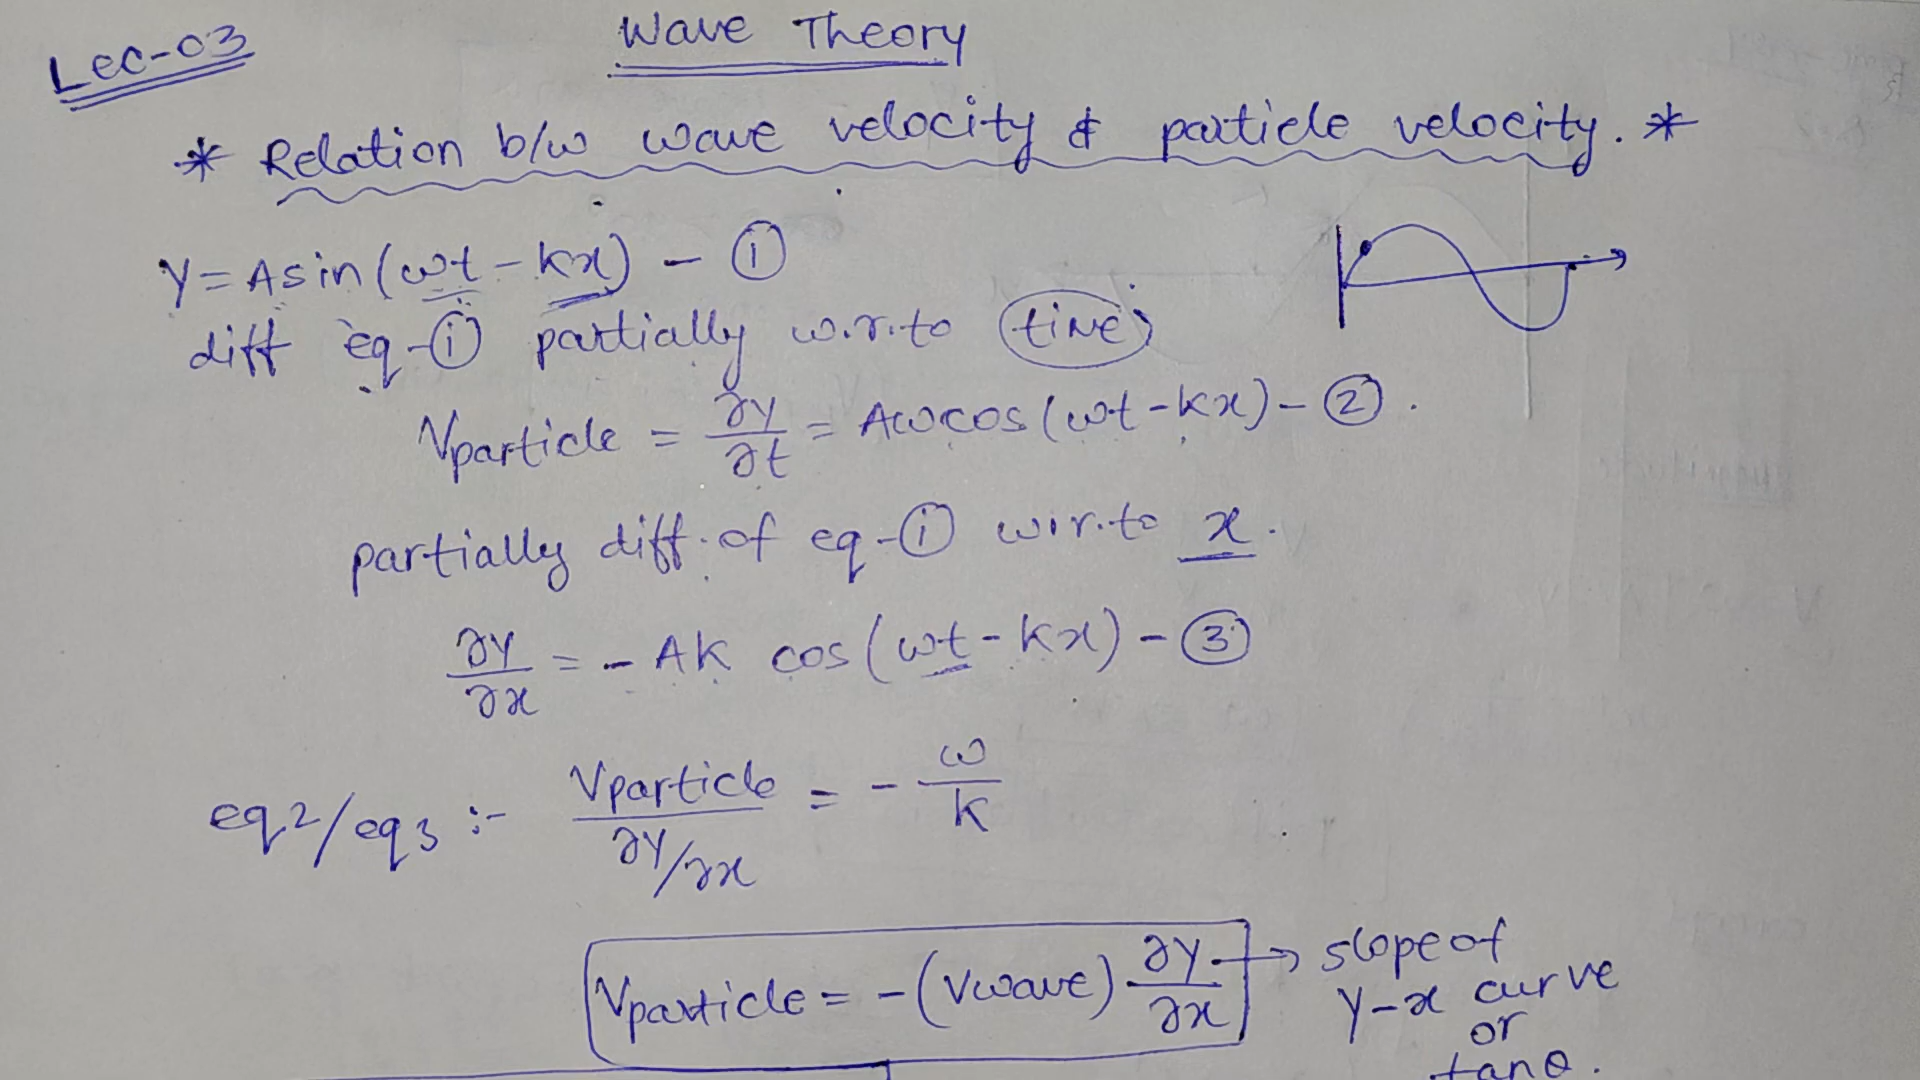 Lec-03
Wave Theory
* Relation b/w wave velocity & particle velocity. *
Y = A sin(ωt - kx) - ①
diff eq-① partially w.r.to time
Vparticle = ∂y/∂t = Aωcos(ωt - kx) - ② .
partially diff. of eq-① w.r.to x.
∂y/∂x = - AK cos(ωt - kx) - ③
eq2/eq3 :- Vparticle / ∂y/∂x = - ω/k
Vparticle = - (Vwave) ∂y/∂x → slope of
y-x curve
or
tanθ.